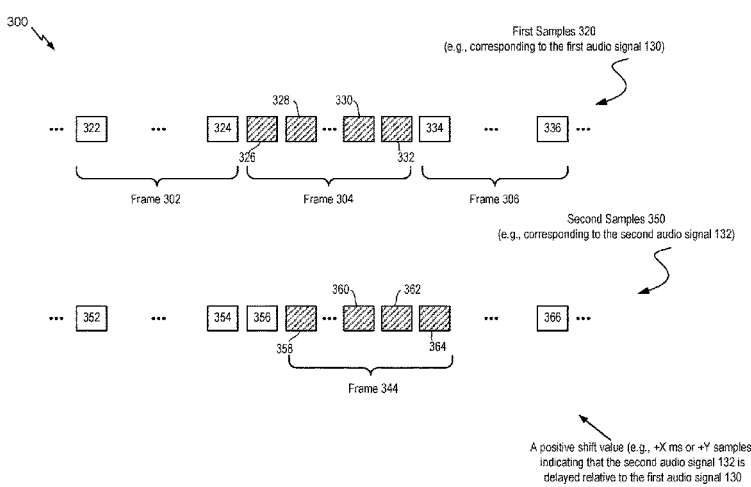 300
First Samples 320
(e.g., corresponding to the first audio signal 130)
328
330
... 322 ... 324 ... 334 ... 336 ...
326
332
Frame 302
Frame 304
Frame 306
Second Samples 350
(e.g., corresponding to the second audio signal 132)
360
362
... 352 ... 354 356 ... ... 366 ...
358
364
Frame 344
A positive shift value (e.g., +X ms or +Y samples
indicating that the second audio signal 132 is
delayed relative to the first audio signal 130